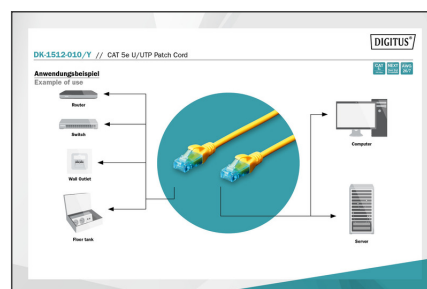 DIGITUS®
DK-1512-010/Y // CAT 5e U/UTP Patch Cord
Anwendungsbeispiel
Example of use
Router
Switch
Wall Outlet
Floor tank
Computer
Server